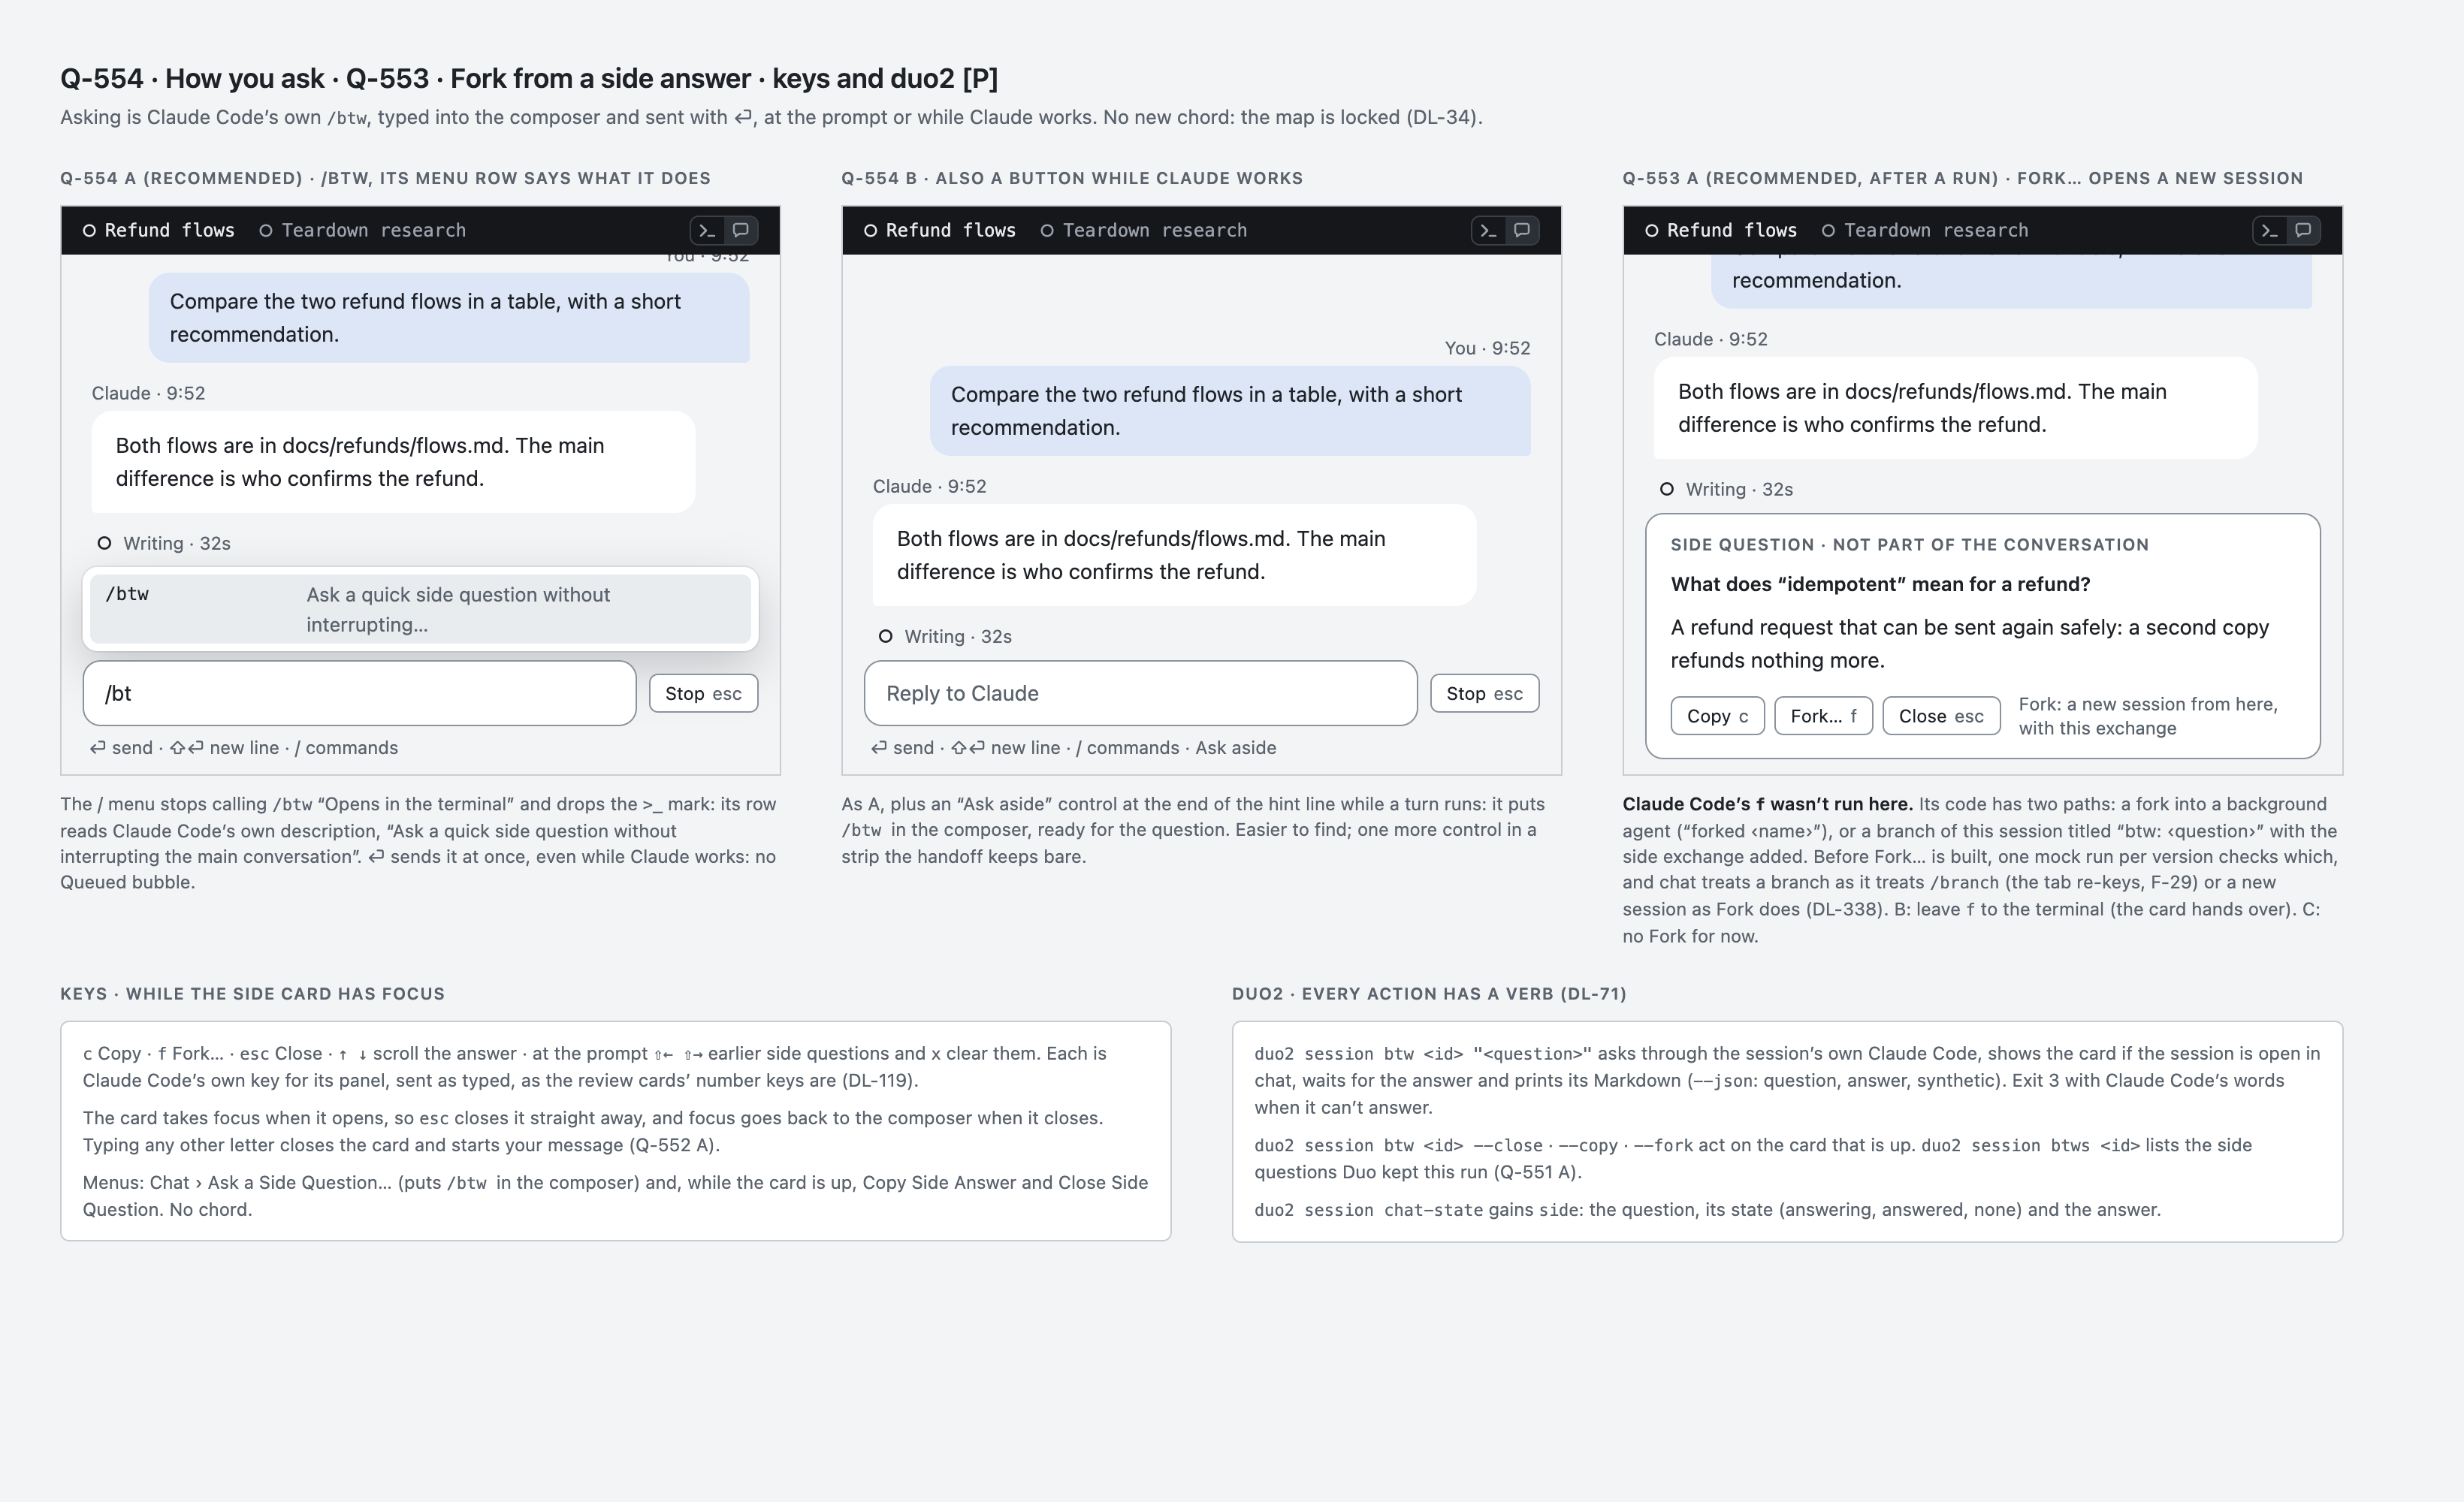 Q-554 · How you ask · Q-553 · Fork from a side answer · keys and duo2 [P]
Asking is Claude Code’s own /btw, typed into the composer and sent with ⏎, at the prompt or while Claude works. No new chord: the map is locked (DL-34).
Q-554 A (RECOMMENDED) · /BTW, ITS MENU ROW SAYS WHAT IT DOES
Refund flows
Teardown research
You · 9:52
Compare the two refund flows in a table, with a short
recommendation.
Claude · 9:52
Both flows are in docs/refunds/flows.md. The main
difference is who confirms the refund.
Writing · 32s
/btw
Ask a quick side question without
interrupting…
/bt
Stop esc
⏎ send · ⇧⏎ new line · / commands
The / menu stops calling /btw “Opens in the terminal” and drops the >_ mark: its row
reads Claude Code’s own description, “Ask a quick side question without
interrupting the main conversation”. ⏎ sends it at once, even while Claude works: no
Queued bubble.
Q-554 B · ALSO A BUTTON WHILE CLAUDE WORKS
Refund flows
Teardown research
You · 9:52
Compare the two refund flows in a table, with a short
recommendation.
Claude · 9:52
Both flows are in docs/refunds/flows.md. The main
difference is who confirms the refund.
Writing · 32s
Reply to Claude
Stop esc
⏎ send · ⇧⏎ new line · / commands · Ask aside
As A, plus an “Ask aside” control at the end of the hint line while a turn runs: it puts
/btw in the composer, ready for the question. Easier to find; one more control in a
strip the handoff keeps bare.
Q-553 A (RECOMMENDED, AFTER A RUN) · FORK… OPENS A NEW SESSION
Refund flows
Teardown research
recommendation.
Claude · 9:52
Both flows are in docs/refunds/flows.md. The main
difference is who confirms the refund.
Writing · 32s
SIDE QUESTION · NOT PART OF THE CONVERSATION
What does “idempotent” mean for a refund?
A refund request that can be sent again safely: a second copy
refunds nothing more.
Copy c
Fork… f
Close esc
Fork: a new session from here,
with this exchange
Claude Code’s f wasn’t run here. Its code has two paths: a fork into a background
agent (“forked ‹name›”), or a branch of this session titled “btw: ‹question›” with the
side exchange added. Before Fork… is built, one mock run per version checks which,
and chat treats a branch as it treats /branch (the tab re-keys, F-29) or a new
session as Fork does (DL-338). B: leave f to the terminal (the card hands over). C:
no Fork for now.
KEYS · WHILE THE SIDE CARD HAS FOCUS
c Copy · f Fork… · esc Close · ↑ ↓ scroll the answer · at the prompt ⇧← ⇧→ earlier side questions and x clear them. Each is
Claude Code’s own key for its panel, sent as typed, as the review cards’ number keys are (DL-119).
The card takes focus when it opens, so esc closes it straight away, and focus goes back to the composer when it closes.
Typing any other letter closes the card and starts your message (Q-552 A).
Menus: Chat › Ask a Side Question… (puts /btw in the composer) and, while the card is up, Copy Side Answer and Close Side
Question. No chord.
DUO2 · EVERY ACTION HAS A VERB (DL-71)
duo2 session btw <id> "<question>" asks through the session’s own Claude Code, shows the card if the session is open in
chat, waits for the answer and prints its Markdown (--json: question, answer, synthetic). Exit 3 with Claude Code’s words
when it can’t answer.
duo2 session btw <id> --close · --copy · --fork act on the card that is up. duo2 session btws <id> lists the side
questions Duo kept this run (Q-551 A).
duo2 session chat-state gains side: the question, its state (answering, answered, none) and the answer.